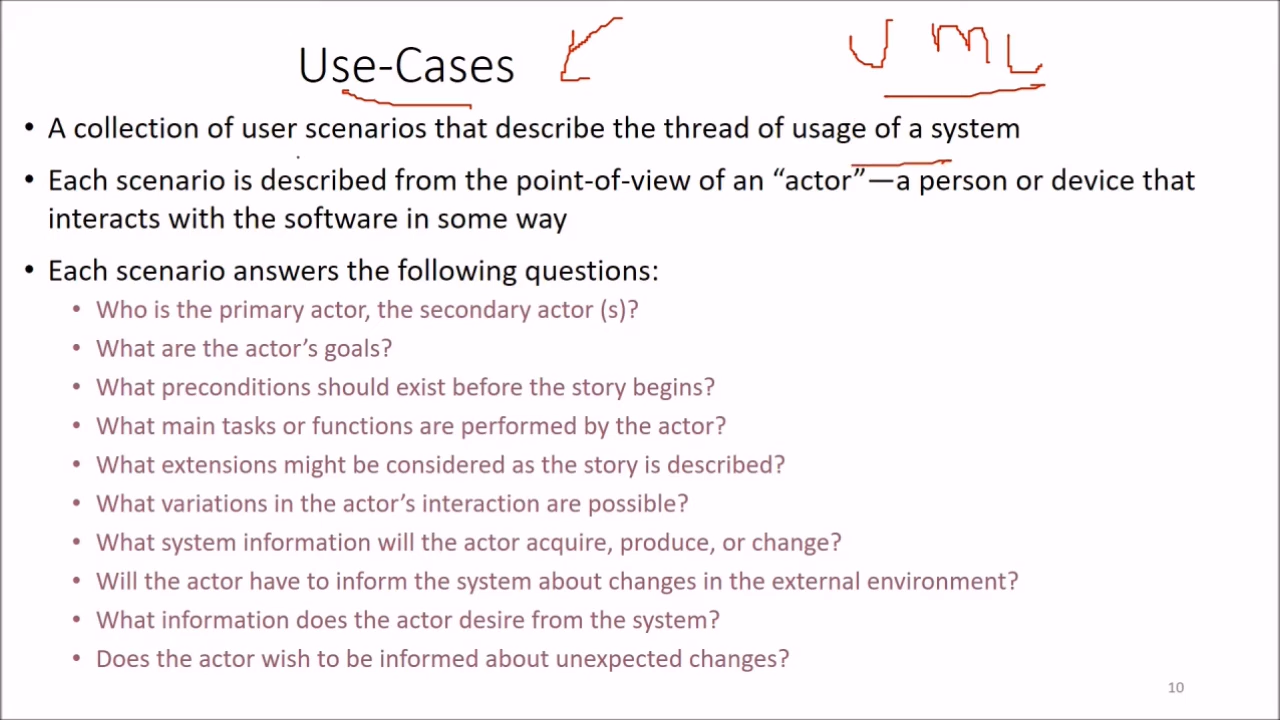 Use-Cases
UML
• A collection of user scenarios that describe the thread of usage of a system
• Each scenario is described from the point-of-view of an “actor”—a person or device that
interacts with the software in some way
• Each scenario answers the following questions:
• Who is the primary actor, the secondary actor (s)?
• What are the actor’s goals?
• What preconditions should exist before the story begins?
• What main tasks or functions are performed by the actor?
• What extensions might be considered as the story is described?
• What variations in the actor’s interaction are possible?
• What system information will the actor acquire, produce, or change?
• Will the actor have to inform the system about changes in the external environment?
• What information does the actor desire from the system?
• Does the actor wish to be informed about unexpected changes?
10